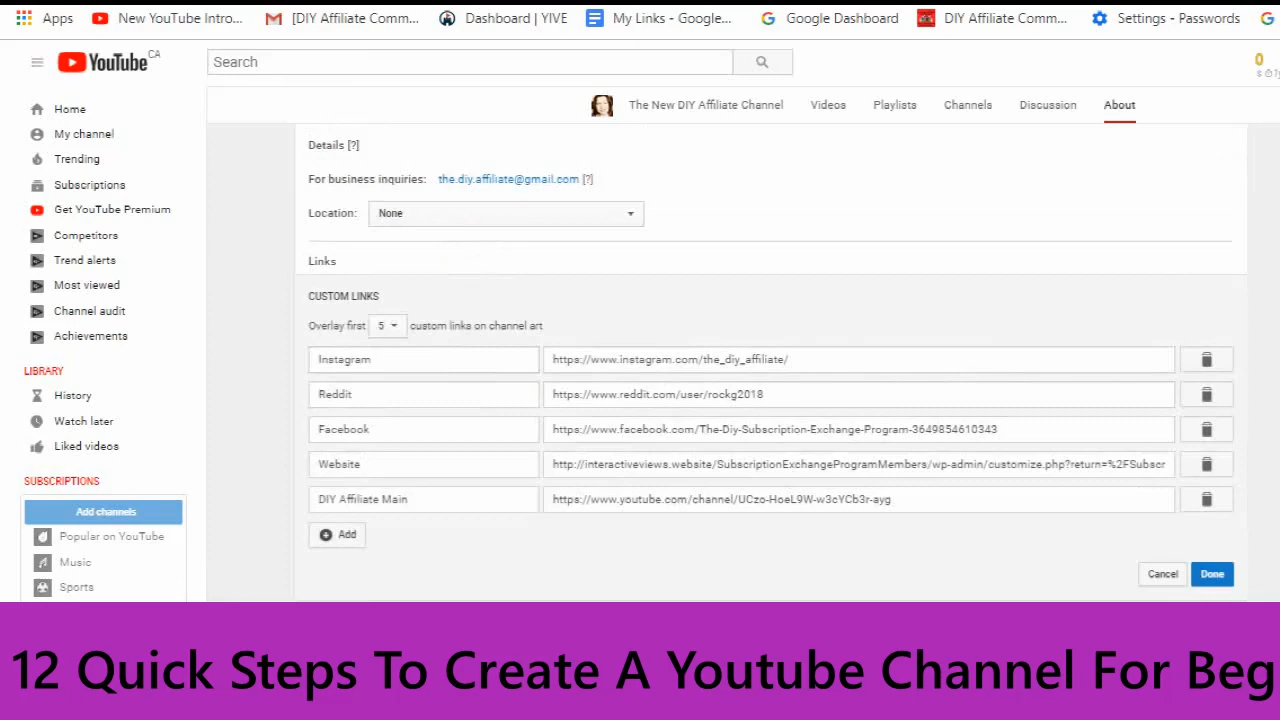 Apps New YouTube Intro... [DIY Affiliate Comm... Dashboard | YIVE My Links - Google... Google Dashboard DIY Affiliate Comm... Settings - Passwords
YouTube CA
Search
0
The New DIY Affiliate Channel Videos Playlists Channels Discussion About
Home
My channel
Trending
Subscriptions
Get YouTube Premium
Competitors
Trend alerts
Most viewed
Channel audit
Achievements
LIBRARY
History
Watch later
Liked videos
SUBSCRIPTIONS
Add channels
Popular on YouTube
Music
Sports
Details [?]
For business inquiries: the.diy.affiliate@gmail.com [?]
Location: None
Links
CUSTOM LINKS
Overlay first 5 custom links on channel art
Instagram https://www.instagram.com/the_diy_affiliate/
Reddit https://www.reddit.com/user/rockg2018
Facebook https://www.facebook.com/The-Diy-Subscription-Exchange-Program-3649854610343
Website http://interactiveviews.website/SubscriptionExchangeProgramMembers/wp-admin/customize.php?return=%2FSubscr
DIY Affiliate Main https://www.youtube.com/channel/UCzo-HoeL9W-w3cYCb3r-ayg
Add
Cancel Done
12 Quick Steps To Create A Youtube Channel For Beg